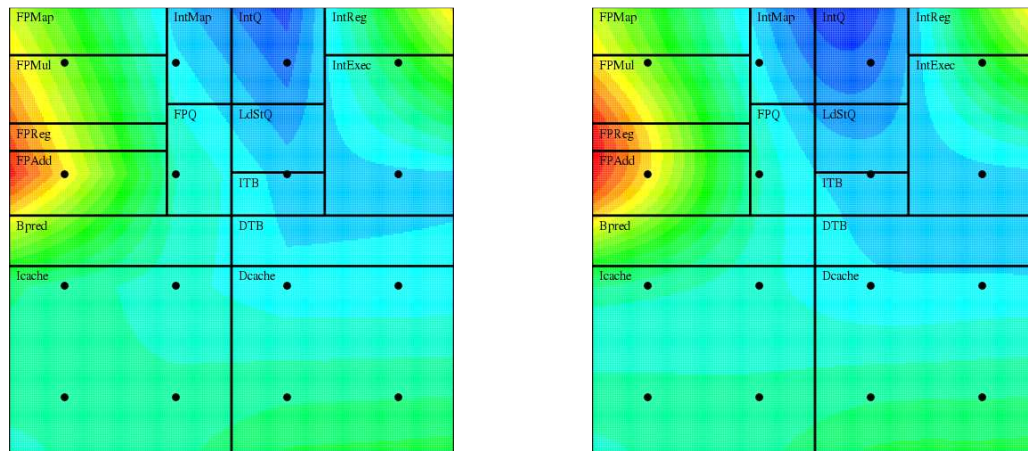 FPMap
IntMap
IntQ
IntReg
FPMul
IntExec
FPQ
LdStQ
FPReg
FPAdd
ITB
Bpred
DTB
Icache
Dcache
FPMap
IntMap
IntQ
IntReg
FPMul
IntExec
FPQ
LdStQ
FPReg
FPAdd
ITB
Bpred
DTB
Icache
Dcache